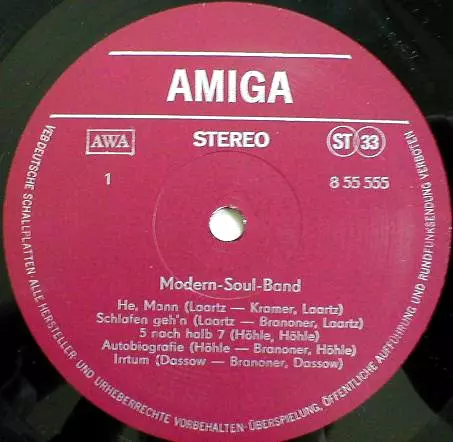 AMIGA
AWA
STEREO
ST 33
1
8 55 555
Modern-Soul-Band
He, Mann (Laartz — Kramer, Laartz)
Schlafen geh'n (Laartz — Branoner, Laartz)
5 nach halb 7 (Höhle, Höhle)
Autobiografie (Höhle — Branoner, Höhle)
Irrtum (Dassow — Branoner, Dassow)
VEB DEUTSCHE SCHALLPLATTEN ALLE HERSTELLER- UND URHEBERRECHTE VORBEHALTEN-ÜBERSPIELUNG, ÖFFENTLICHE AUFFÜHRUNG UND RUNDFUNKSENDUNG VERBOTEN